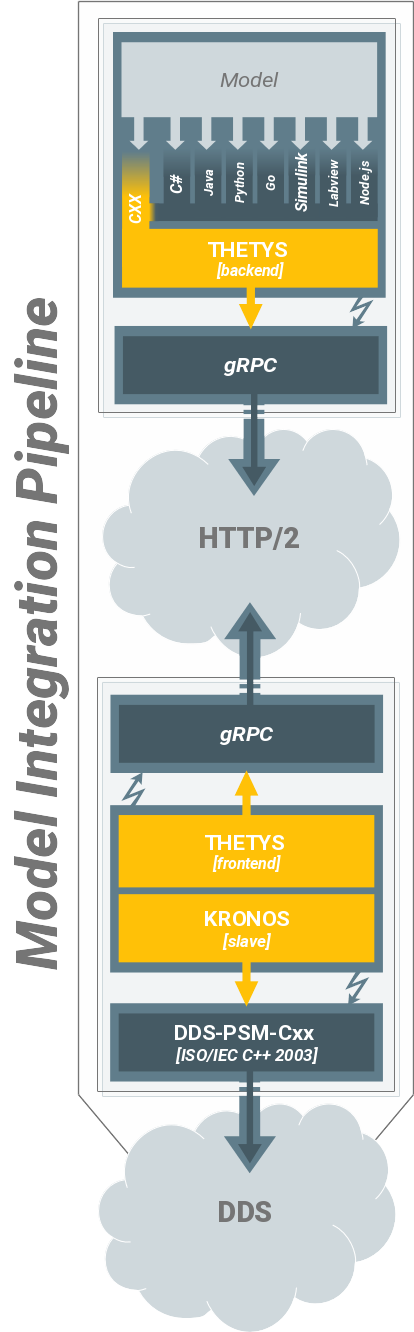 Model Integration Pipeline
Model
CXX
C#
Java
Python
Go
Simulink
Labview
Node.js
THETYS
[backend]
gRPC
HTTP/2
gRPC
THETYS
[frontend]
KRONOS
[slave]
DDS-PSM-Cxx
[ISO/IEC C++ 2003]
DDS